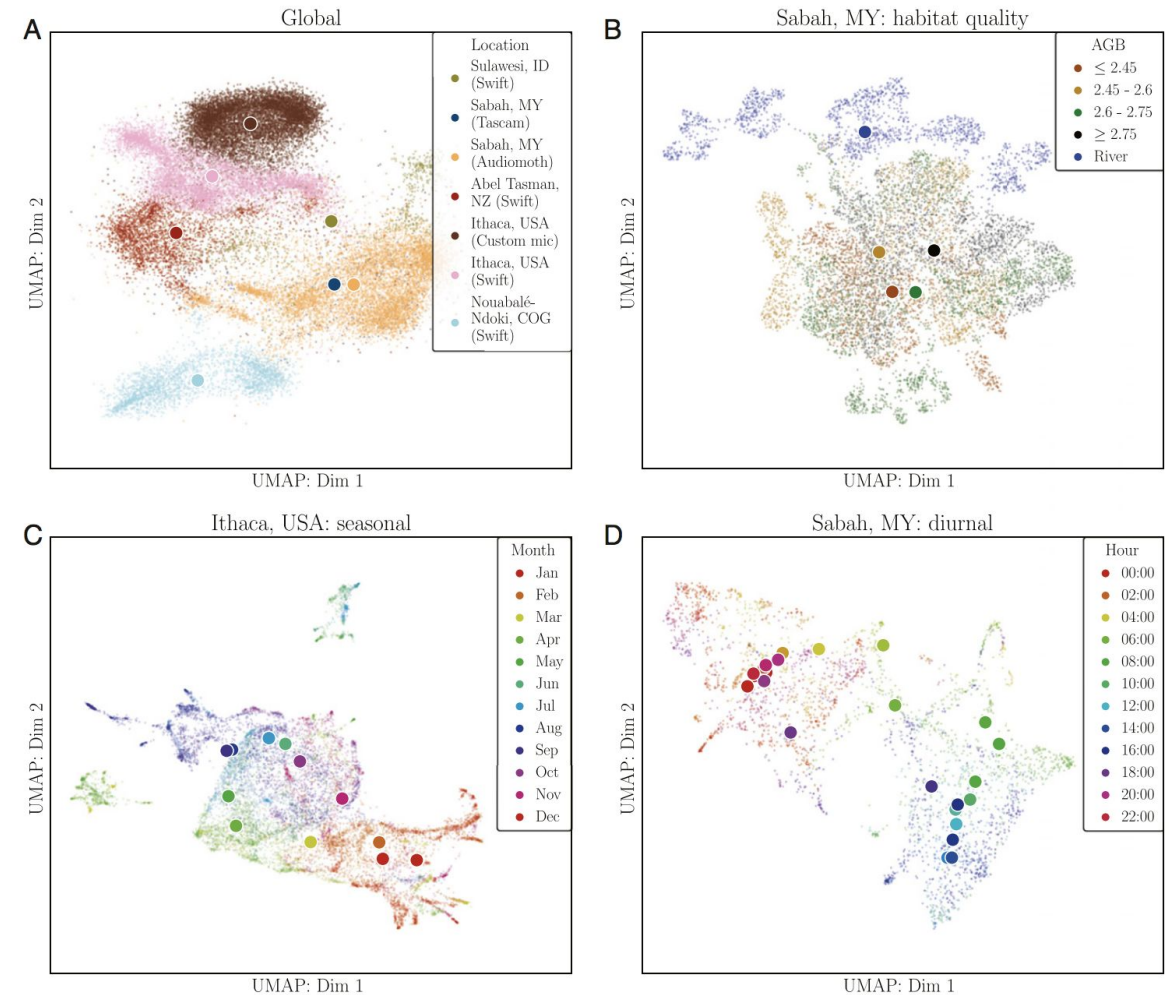 A
Global
UMAP: Dim 2
UMAP: Dim 1
Location
Sulawesi, ID
(Swift)
Sabah, MY
(Tascam)
Sabah, MY
(Audiomoth)
Abel Tasman,
NZ (Swift)
Ithaca, USA
(Custom mic)
Ithaca, USA
(Swift)
Nouabalé-
Ndoki, COG
(Swift)
B
Sabah, MY: habitat quality
UMAP: Dim 2
UMAP: Dim 1
AGB
≤ 2.45
2.45 - 2.6
2.6 - 2.75
≥ 2.75
River
C
Ithaca, USA: seasonal
UMAP: Dim 2
UMAP: Dim 1
Month
Jan
Feb
Mar
Apr
May
Jun
Jul
Aug
Sep
Oct
Nov
Dec
D
Sabah, MY: diurnal
UMAP: Dim 2
UMAP: Dim 1
Hour
00:00
02:00
04:00
06:00
08:00
10:00
12:00
14:00
16:00
18:00
20:00
22:00